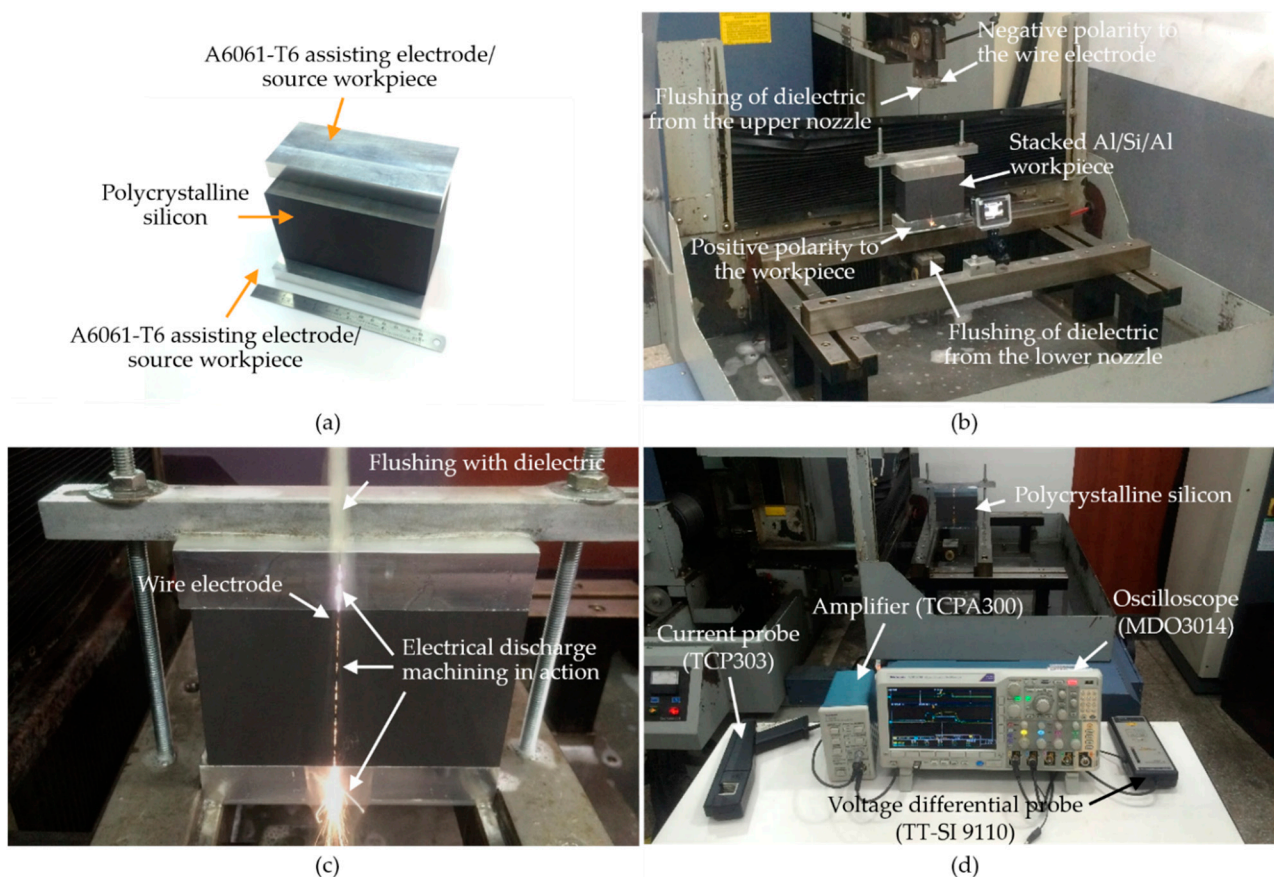 A6061-T6 assisting electrode/
source workpiece
Polycrystalline
silicon
A6061-T6 assisting electrode/
source workpiece
(a)
Negative polarity to
the wire electrode
Flushing of dielectric
from the upper nozzle
Stacked Al/Si/Al
workpiece
Positive polarity to
the workpiece
Flushing of dielectric
from the lower nozzle
(b)
Flushing with dielectric
Wire electrode
Electrical discharge
machining in action
(c)
Polycrystalline silicon
Amplifier (TCPA300)
Oscilloscope
(MDO3014)
Current probe
(TCP303)
Voltage differential probe
(TT-SI 9110)
(d)